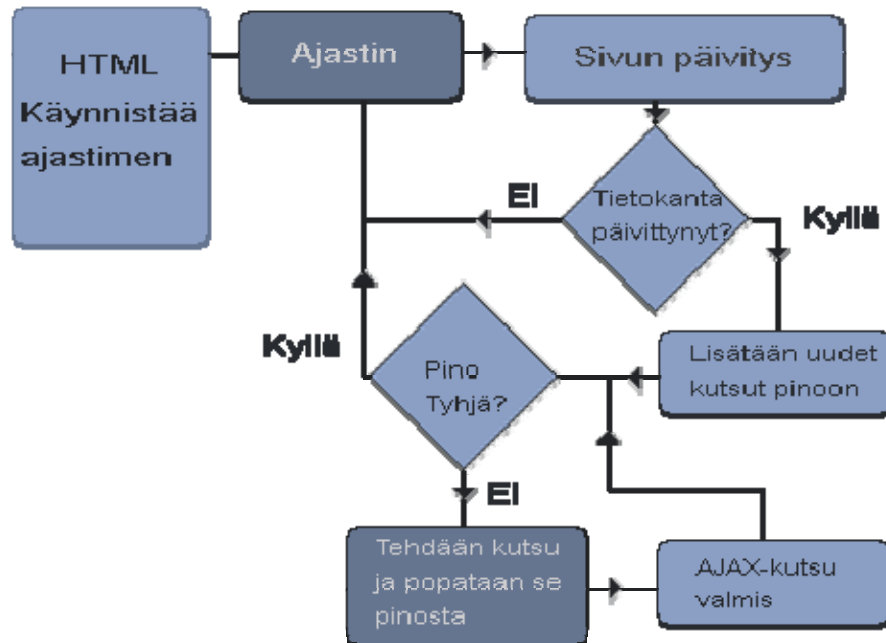 HTML
Käynnistää
ajastimen
Ajastin
Sivun päivitys
Tietokanta
päivittynyt?
EI
Kyllä
Lisätään uudet
kutsut pinoon
Pino
Tyhjä?
Kyllä
EI
Tehdään kutsu
ja popataan se
pinosta
AJAX-kutsu
valmis